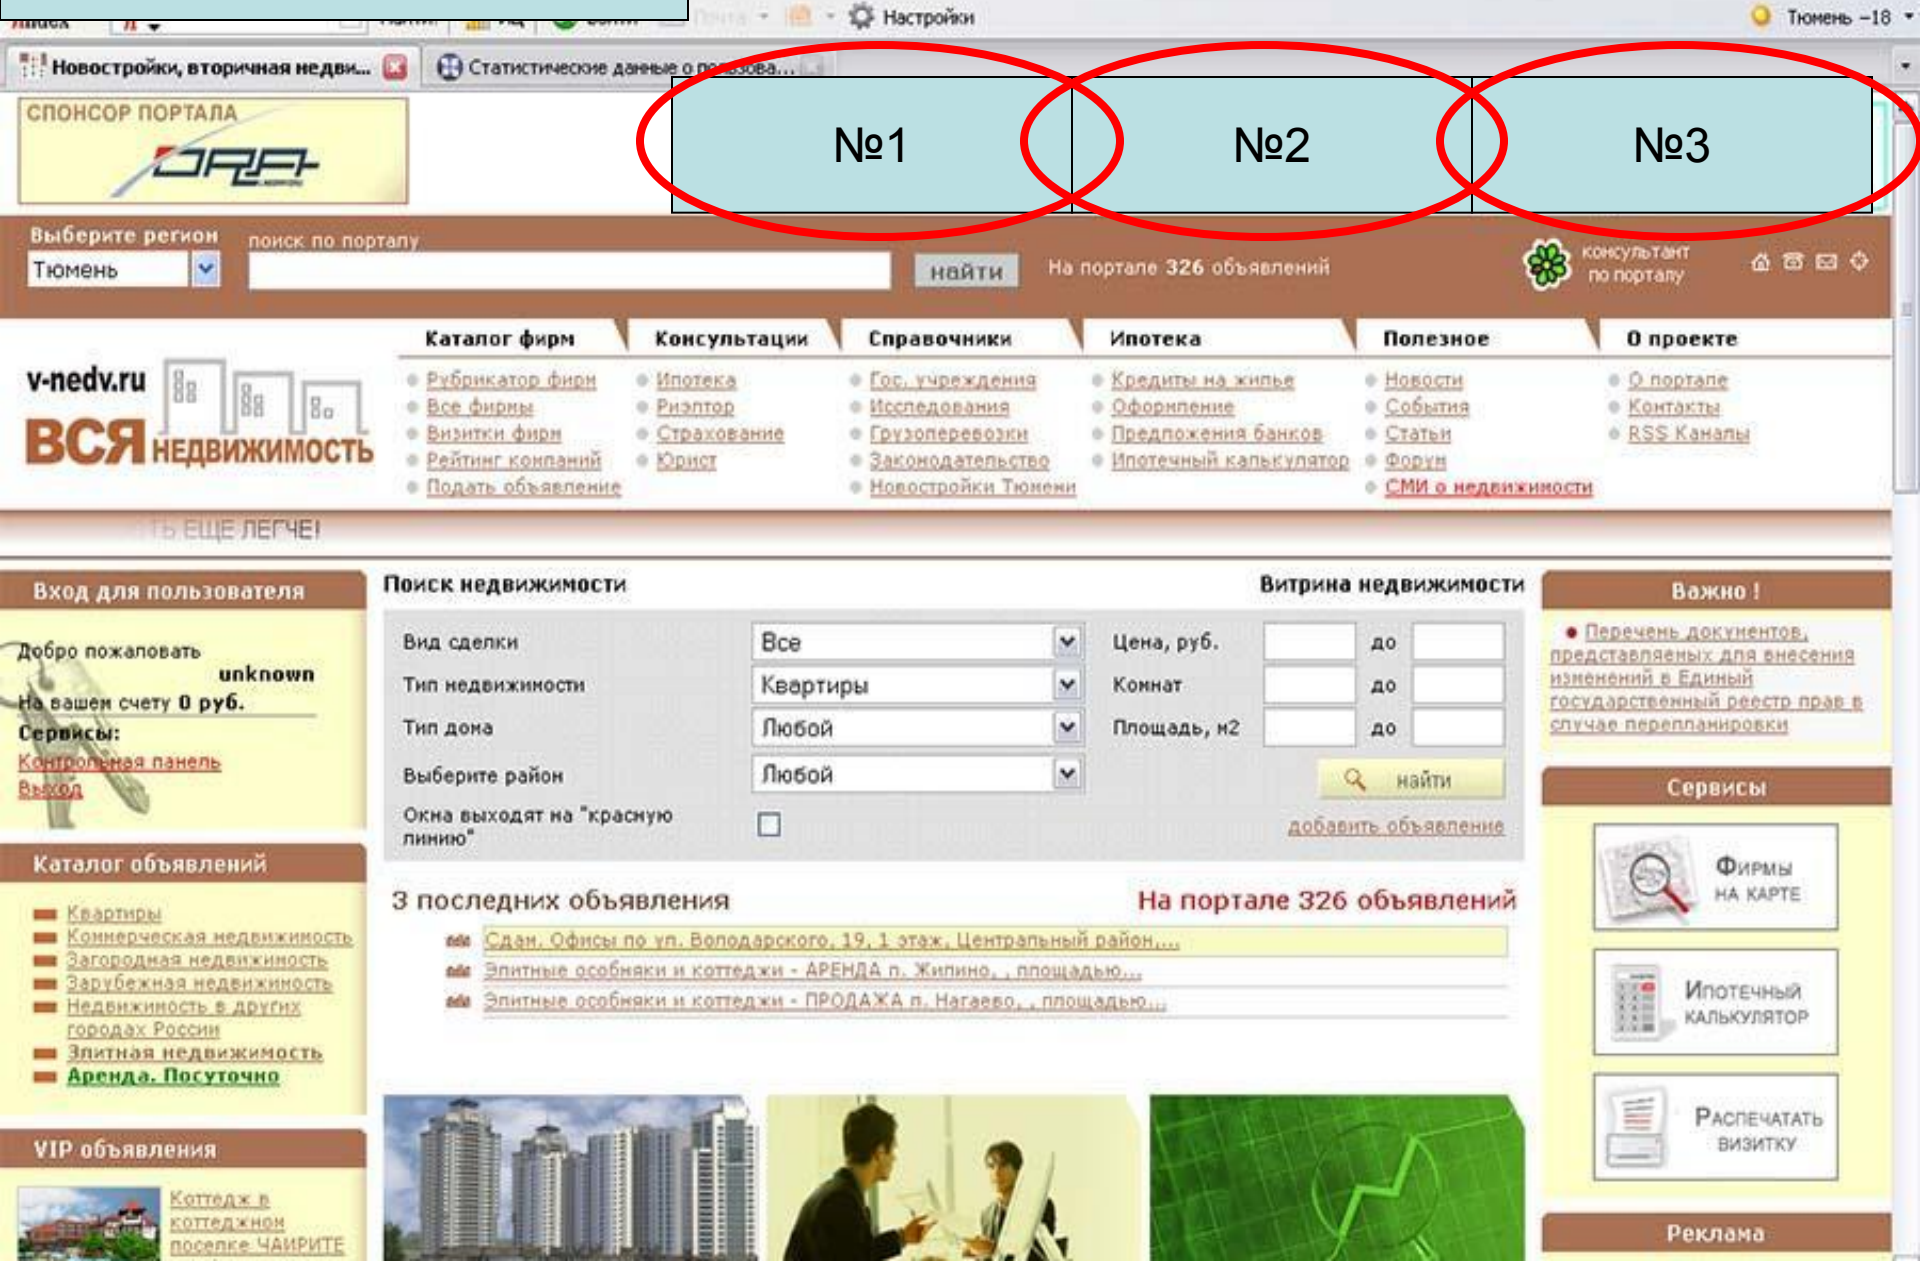 Настройки
Тюмень −18
Новостройки, вторичная недви...
Статистические данные о пользова...
СПОНСОР ПОРТАЛА
№1
№2
№3
Выберите регион
поиск по порталу
Тюмень
найти
На портале 326 объявлений
консультант
по порталу
v-nedv.ru
ВСЯ НЕДВИЖИМОСТЬ
Каталог фирм
Рубрикатор фирм
Все фирмы
Визитки фирм
Рейтинг компаний
Подать объявление
Консультации
Ипотека
Риэлтор
Страхование
Юрист
Справочники
Гос. учреждения
Исследования
Грузоперевозки
Законодательство
Новостройки Тюмени
Ипотека
Кредиты на жилье
Оформление
Предложения банков
Ипотечный калькулятор
Полезное
Новости
События
Статьи
Форум
СМИ о недвижимости
О проекте
О портале
Контакты
RSS Каналы
ЕЩЕ ЛЕГЧЕ!
Вход для пользователя
Добро пожаловать
unknown
На вашем счету 0 руб.
Сервисы:
Контрольная панель
Выход
Каталог объявлений
Квартиры
Коммерческая недвижимость
Загородная недвижимость
Зарубежная недвижимость
Недвижимость в других
городах России
Элитная недвижимость
Аренда. Посуточно
VIP объявления
Коттедж в
коттеджном
поселке ЧАИРИТЕ
Поиск недвижимости
Витрина недвижимости
Вид сделки
Все
Цена, руб.
до
Тип недвижимости
Квартиры
Комнат
до
Тип дома
Любой
Площадь, м2
до
Выберите район
Любой
найти
Окна выходят на "красную
линию"
добавить объявление
3 последних объявления
На портале 326 объявлений
Сдам. Офисы по ул. Володарского, 19, 1 этаж, Центральный район,...
Элитные особняки и коттеджи - АРЕНДА п. Жилино, , площадью...
Элитные особняки и коттеджи - ПРОДАЖА п. Нагаево, , площадью...
Важно !
Перечень документов,
представляемых для внесения
изменений в Единый
государственный реестр прав в
случае перепланировки
Сервисы
Фирмы
на карте
Ипотечный
калькулятор
Распечатать
визитку
Реклама